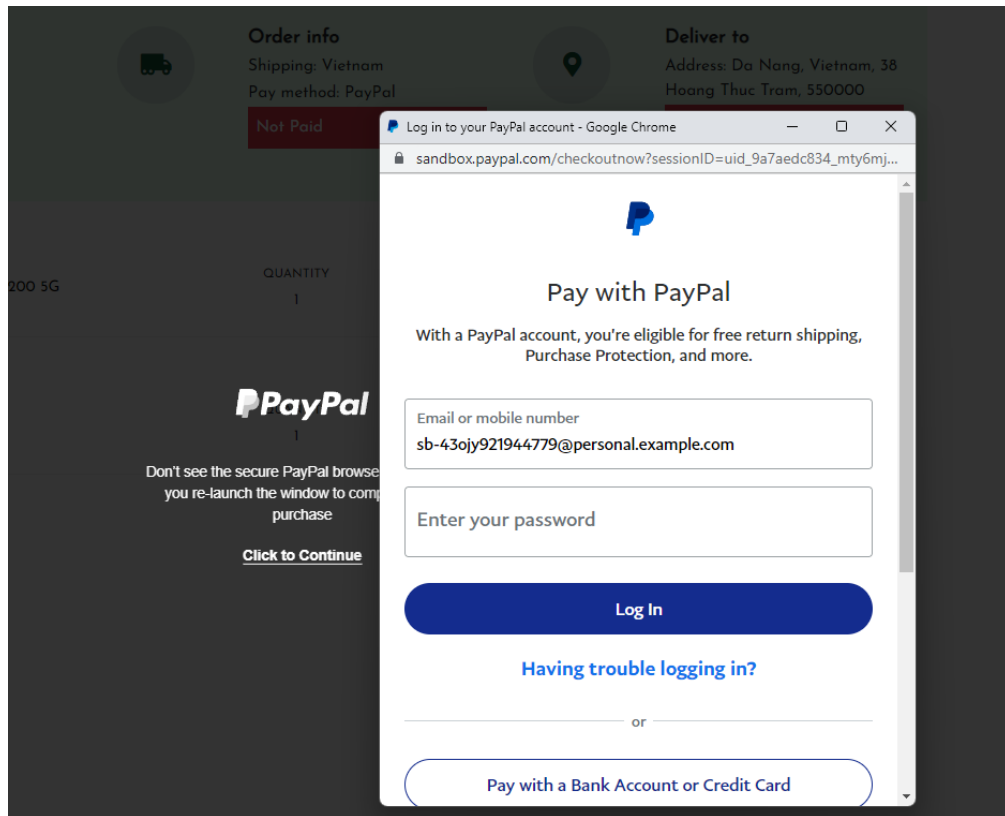 Order info
Shipping: Vietnam
Pay method: PayPal
Not Paid
Deliver to
Address: Da Nang, Vietnam, 38
Hoang Thuc Tram, 550000
200 5G
QUANTITY
1
PayPal
1
Don't see the secure PayPal browse
you re-launch the window to comp
purchase
Click to Continue
Log in to your PayPal account - Google Chrome
sandbox.paypal.com/checkoutnow?sessionID=uid_9a7aedc834_mty6mj...
Pay with PayPal
With a PayPal account, you're eligible for free return shipping,
Purchase Protection, and more.
Email or mobile number
sb-43ojy921944779@personal.example.com
Enter your password
Log In
Having trouble logging in?
or
Pay with a Bank Account or Credit Card